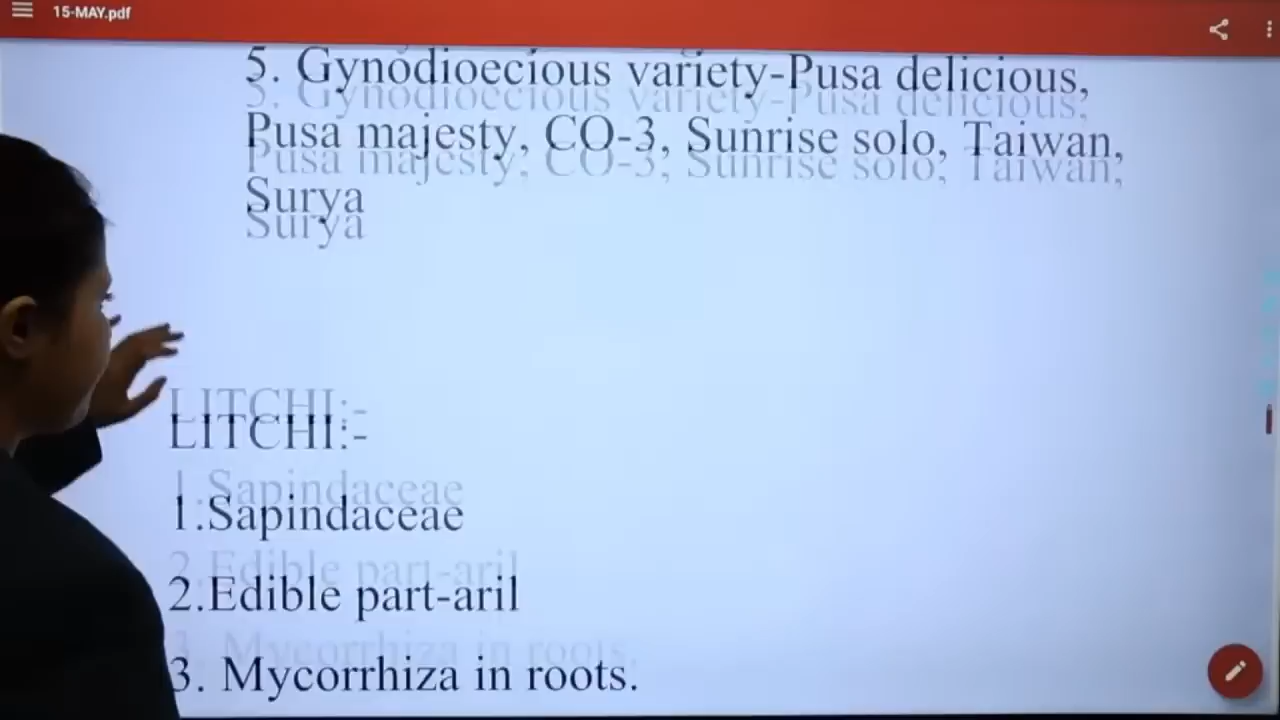 15-MAY.pdf
5. Gynodioecious variety-Pusa delicious,
Pusa majesty, CO-3, Sunrise solo, Taiwan,
Surya
LITCHI:-
1.Sapindaceae
2.Edible part-aril
3. Mycorrhiza in roots.